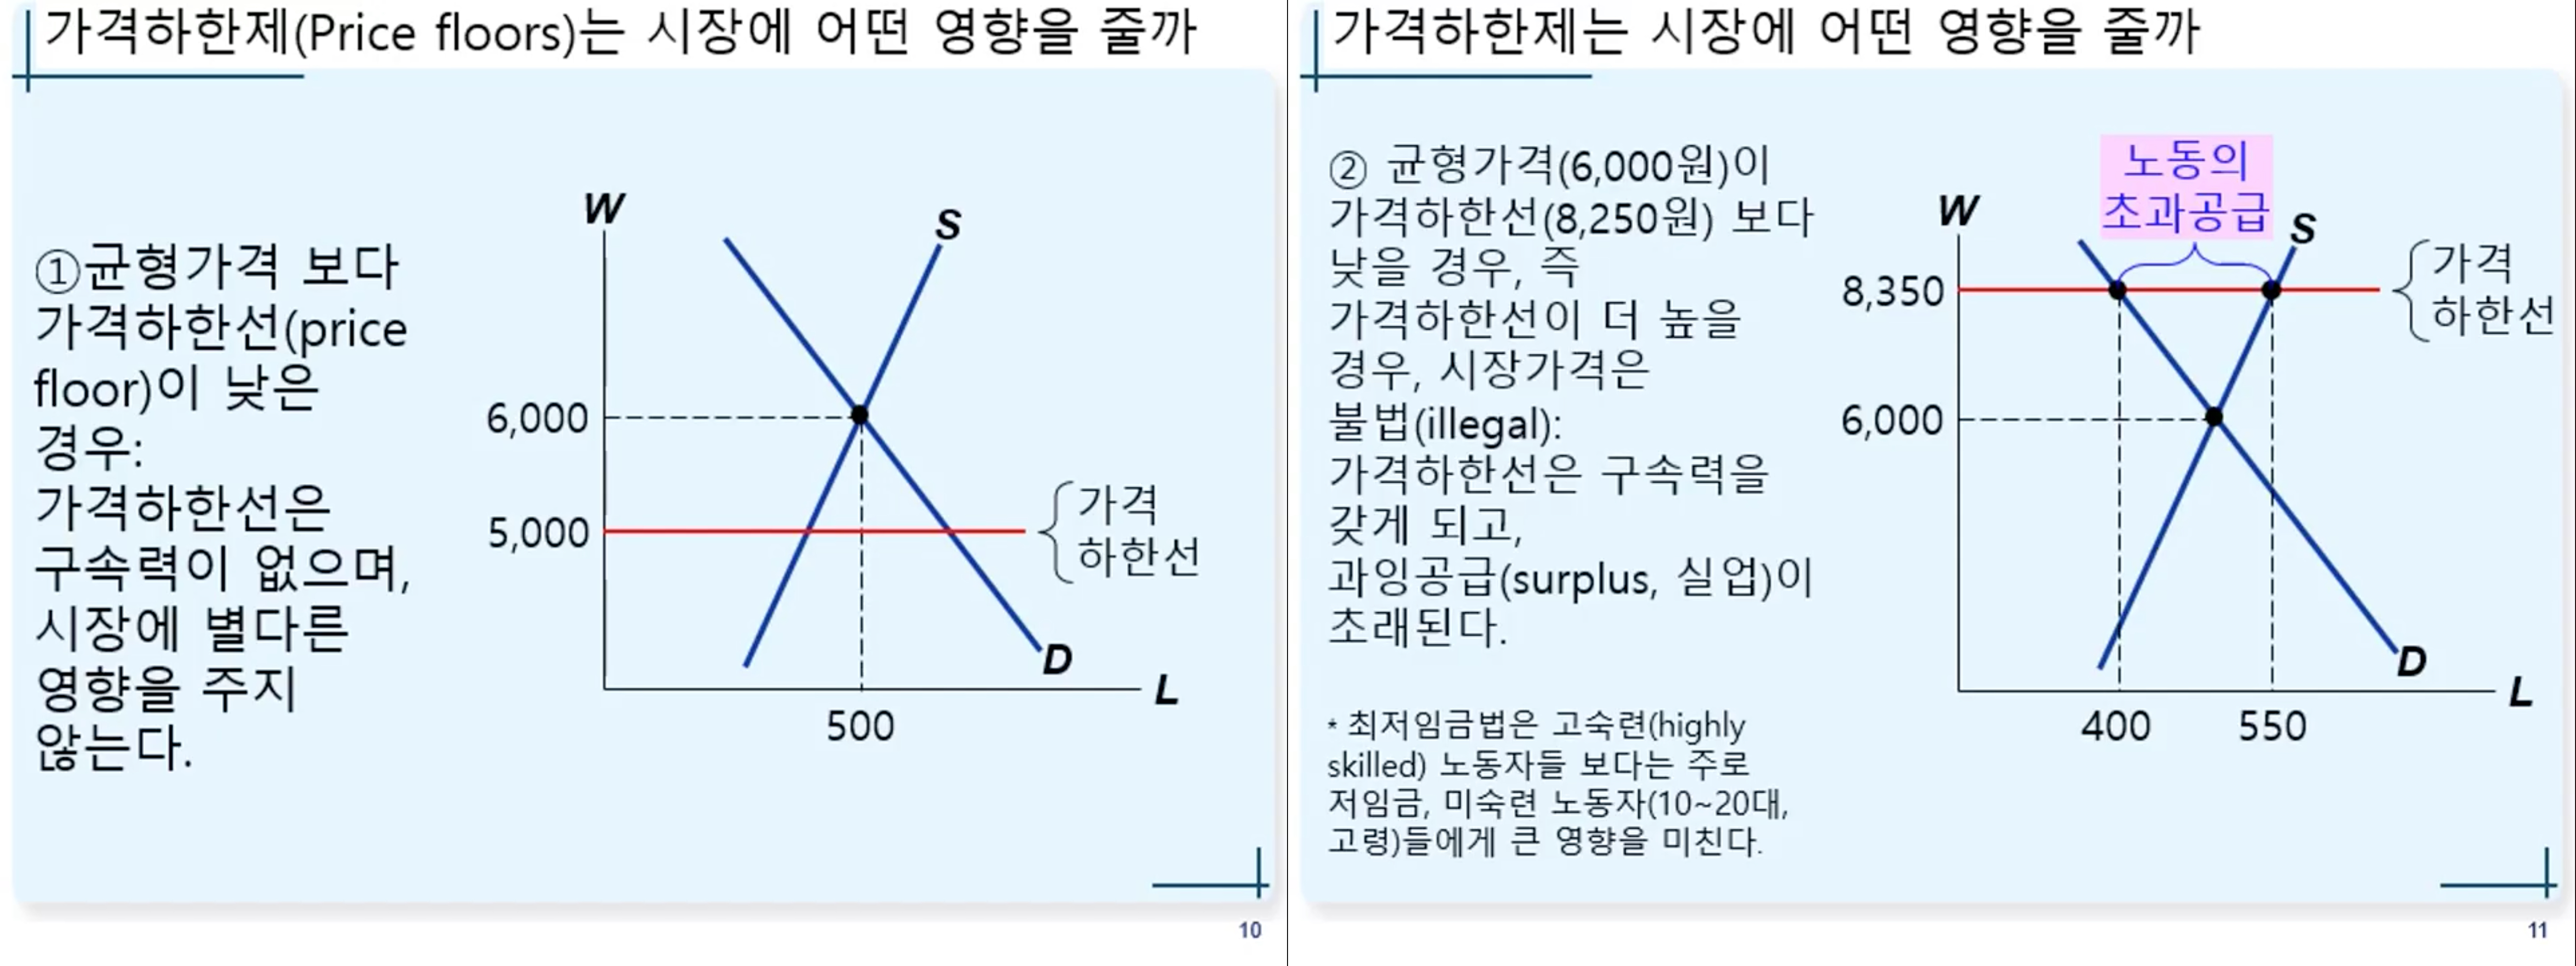 가격하한제(Price floors)는 시장에 어떤 영향을 줄까
①균형가격 보다
가격하한선(price
floor)이 낮은
경우:
가격하한선은
구속력이 없으며,
시장에 별다른
영향을 주지
않는다.
W
S
6,000
5,000
가격
하한선
D
L
500
10
가격하한제는 시장에 어떤 영향을 줄까
② 균형가격(6,000원)이
가격하한선(8,250원) 보다
낮을 경우, 즉
가격하한선이 더 높을
경우, 시장가격은
불법(illegal):
가격하한선은 구속력을
갖게 되고,
과잉공급(surplus, 실업)이
초래된다.
* 최저임금법은 고숙련(highly
skilled) 노동자들 보다는 주로
저임금, 미숙련 노동자(10~20대,
고령)들에게 큰 영향을 미친다.
노동의
초과공급
W
S
8,350
가격
하한선
6,000
D
L
400
550
11